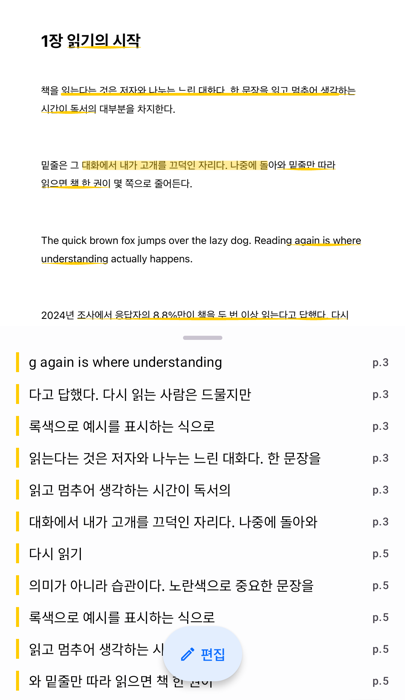 1장 읽기의 시작
책을 읽는다는 것은 저자와 나누는 느린 대화다. 한 문장을 읽고 멈추어 생각하는
시간이 독서의 대부분을 차지한다.
밑줄은 그 대화에서 내가 고개를 끄덕인 자리다. 나중에 돌아와 밑줄만 따라
읽으면 책 한 권이 몇 쪽으로 줄어든다.
The quick brown fox jumps over the lazy dog. Reading again is where
understanding actually happens.
2024년 조사에서 응답자의 8.8%만이 책을 두 번 이상 읽는다고 답했다. 다시
g again is where understanding p.3
다고 답했다. 다시 읽는 사람은 드물지만 p.3
록색으로 예시를 표시하는 식으로 p.3
읽는다는 것은 저자와 나누는 느린 대화다. 한 문장을 p.3
읽고 멈추어 생각하는 시간이 독서의 p.3
대화에서 내가 고개를 끄덕인 자리다. 나중에 돌아와 p.3
다시 읽기 p.5
의미가 아니라 습관이다. 노란색으로 중요한 문장을 p.5
록색으로 예시를 표시하는 식으로 p.5
읽고 멈추어 생각하는 시 p.5
와 밑줄만 따라 읽으면 책 한 권이 p.5
편집